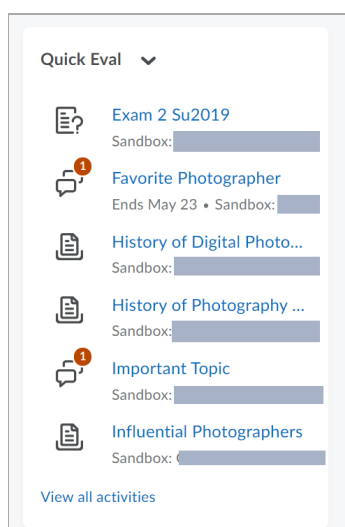 Quick Eval
Exam 2 Su2019
Sandbox:
1
Favorite Photographer
Ends May 23 • Sandbox:
History of Digital Photo...
Sandbox:
History of Photography ...
Sandbox:
1
Important Topic
Sandbox:
Influential Photographers
Sandbox:
View all activities